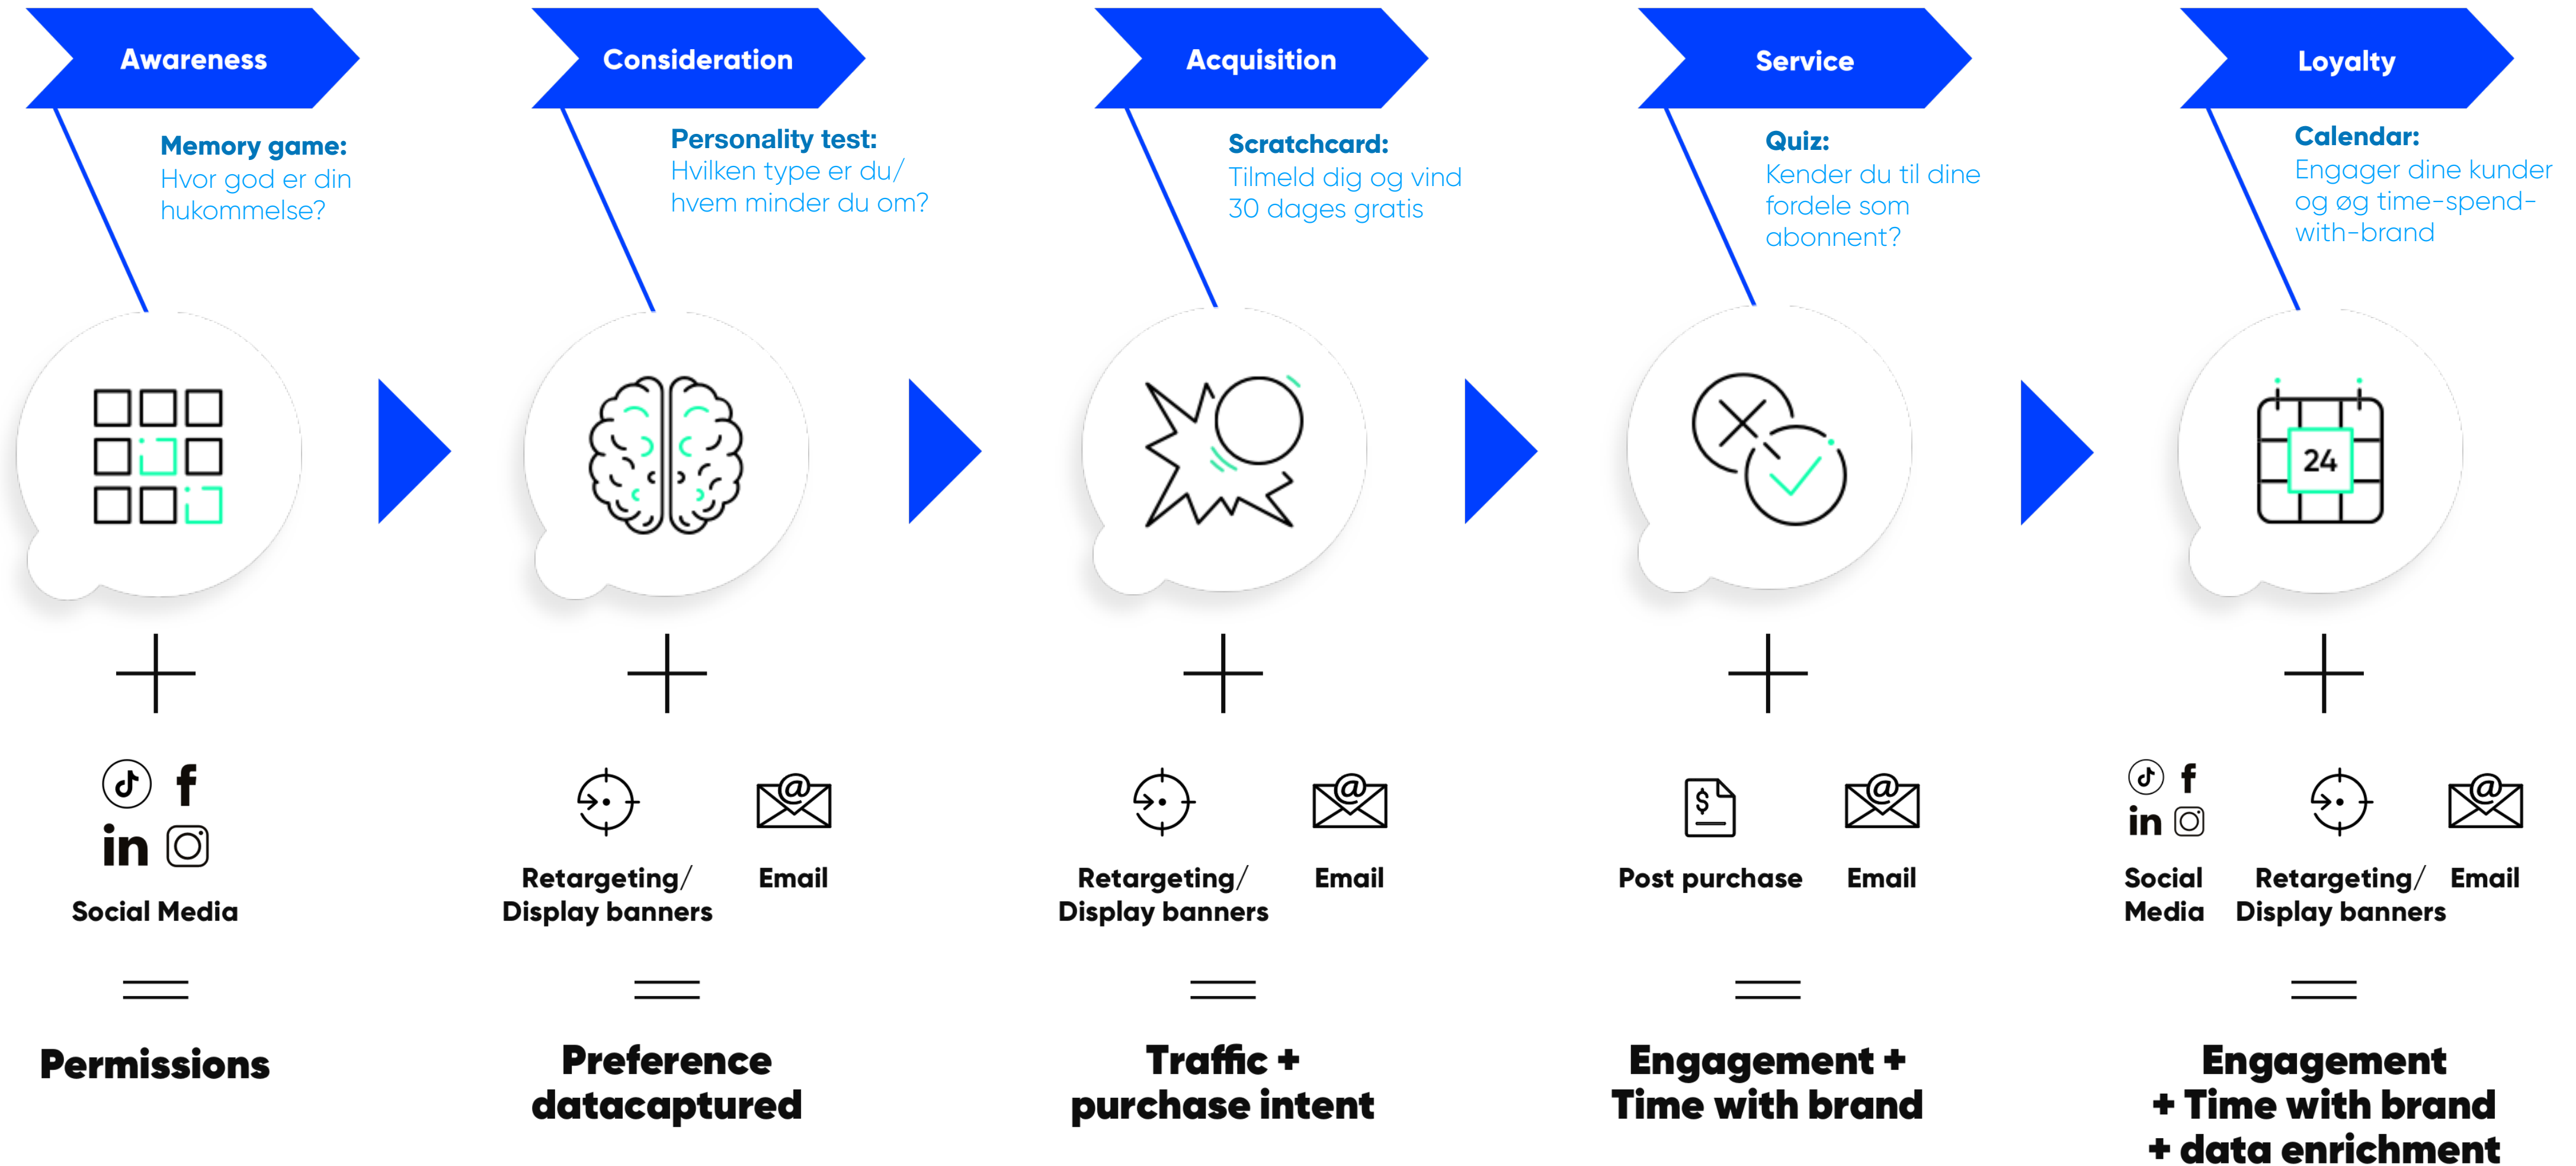 Awareness
Memory game:
Hvor god er din
hukommelse?
Social Media
Permissions
Consideration
Personality test:
Hvilken type er du/
hvem minder du om?
Retargeting/
Display banners
@
Email
Preference
datacaptured
Acquisition
Scratchcard:
Tilmeld dig og vind
30 dages gratis
Retargeting/
Display banners
@
Email
Traffic +
purchase intent
Service
Quiz:
Kender du til dine
fordele som
abonnent?
$
Post purchase
@
Email
Engagement +
Time with brand
Loyalty
Calendar:
Engager dine kunder
og øg time-spend-
with-brand
24
f
in
Social
Media
Retargeting/
Display banners
@
Email
Engagement
+ Time with brand
+ data enrichment